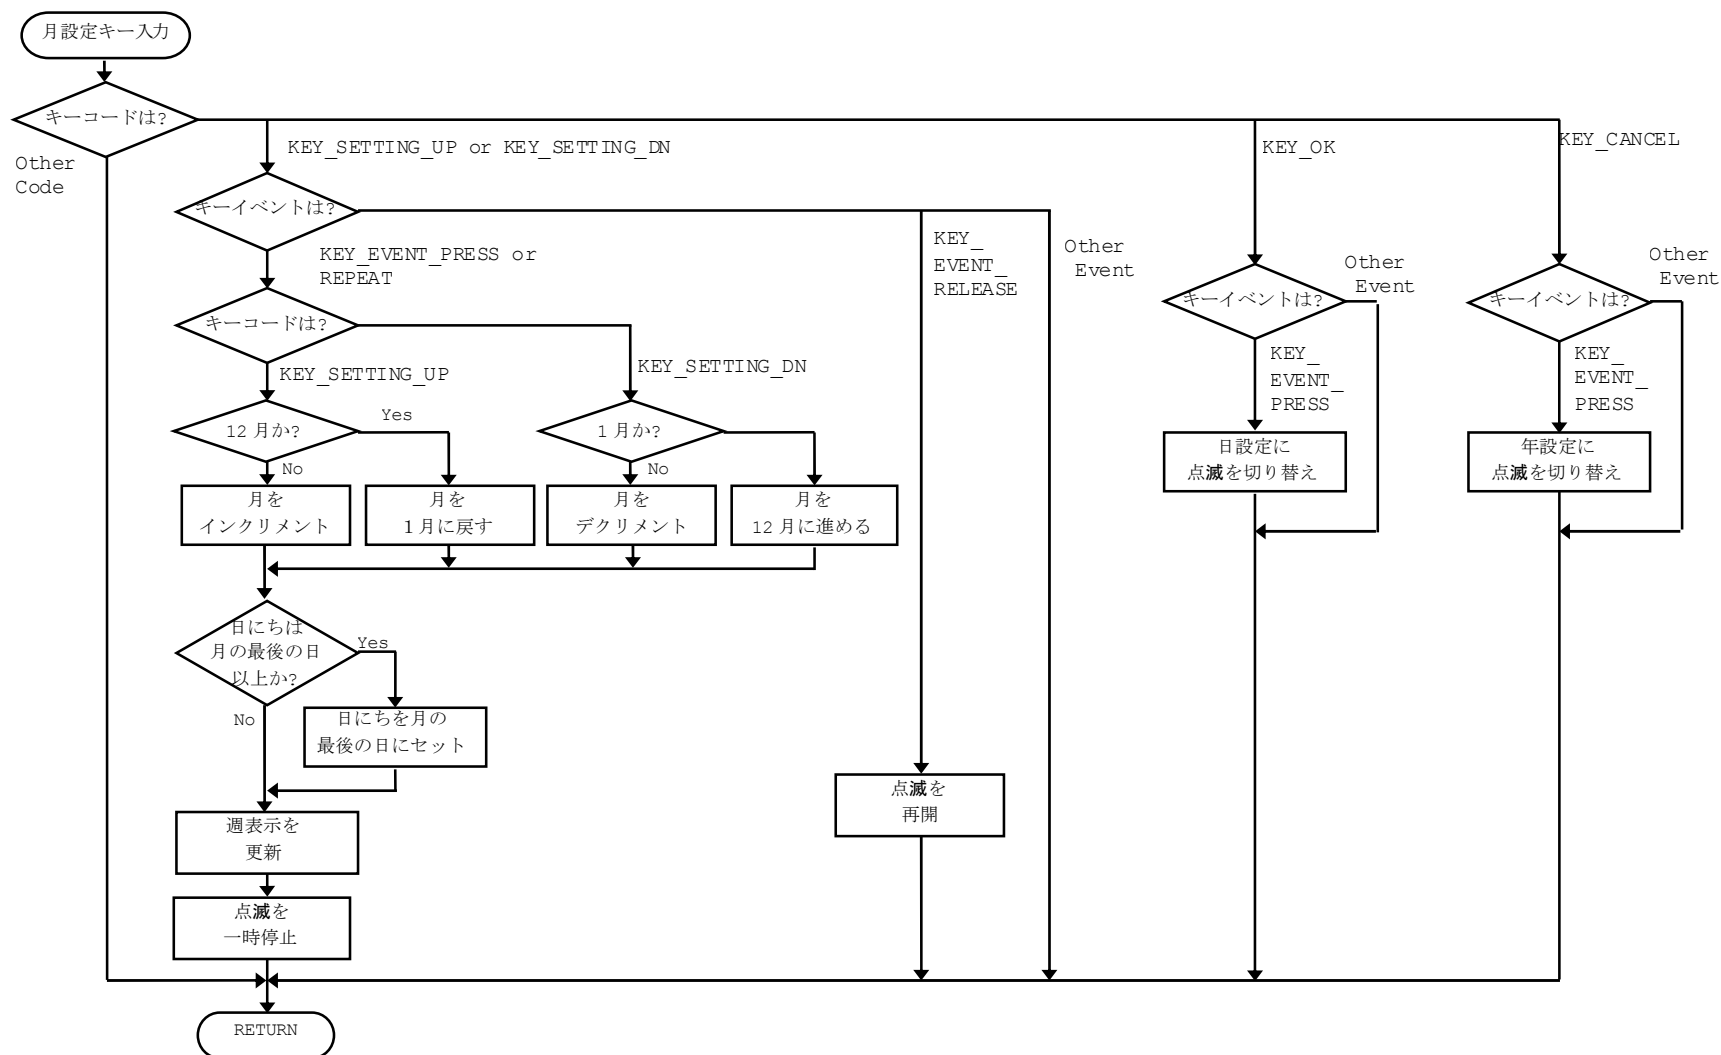 月設定キー入力
キーコードは?
Other
Code
KEY_SETTING_UP or KEY_SETTING_DN
KEY_OK
KEY_CANCEL
キーイベントは?
KEY_EVENT_PRESS or
REPEAT
KEY_
EVENT_
RELEASE
Other
Event
キーイベントは?
Other
Event
キーイベントは?
Other
Event
キーコードは?
KEY_SETTING_UP
KEY_SETTING_DN
KEY_
EVENT_
PRESS
KEY_
EVENT_
PRESS
12月か?
Yes
No
1月か?
No
月を
インクリメント
月を
1月に戻す
月を
デクリメント
月を
12月に進める
日設定に
点滅を切り替え
年設定に
点滅を切り替え
日にちは
月の最後の日
以上か?
Yes
No
日にちを月の
最後の日にセット
週表示を
更新
点滅を
再開
点滅を
一時停止
RETURN